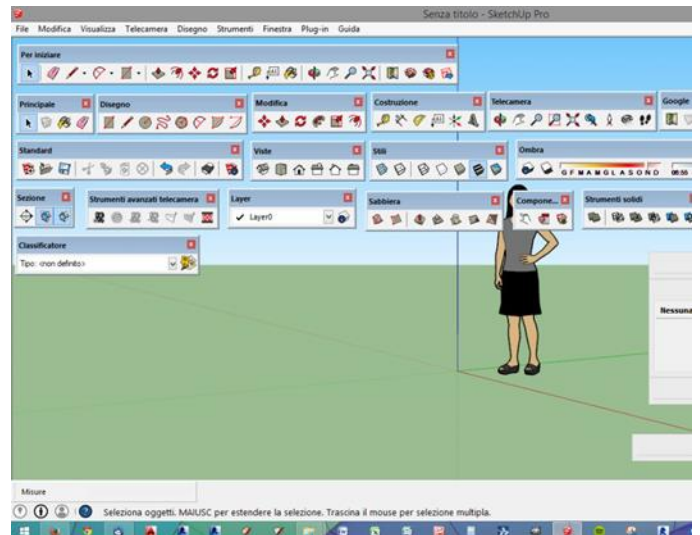 Senza titolo - SketchUp Pro
File Modifica Visualizza Telecamera Disegno Strumenti Finestra Plug-in Guida
Per iniziare
Principale Disegno Modifica Costruzione Telecamera Google
Standard Viste Stili Ombra
G F M A M G L A S O N D 06:55
Sezione Strumenti avanzati telecamera Layer Sabbiera Compone... Strumenti solidi
Layer0
Classificatore
Tipo: <non definito>
Nessuna
Misure
Seleziona oggetti. MAIUSC per estendere la selezione. Trascina il mouse per selezione multipla.